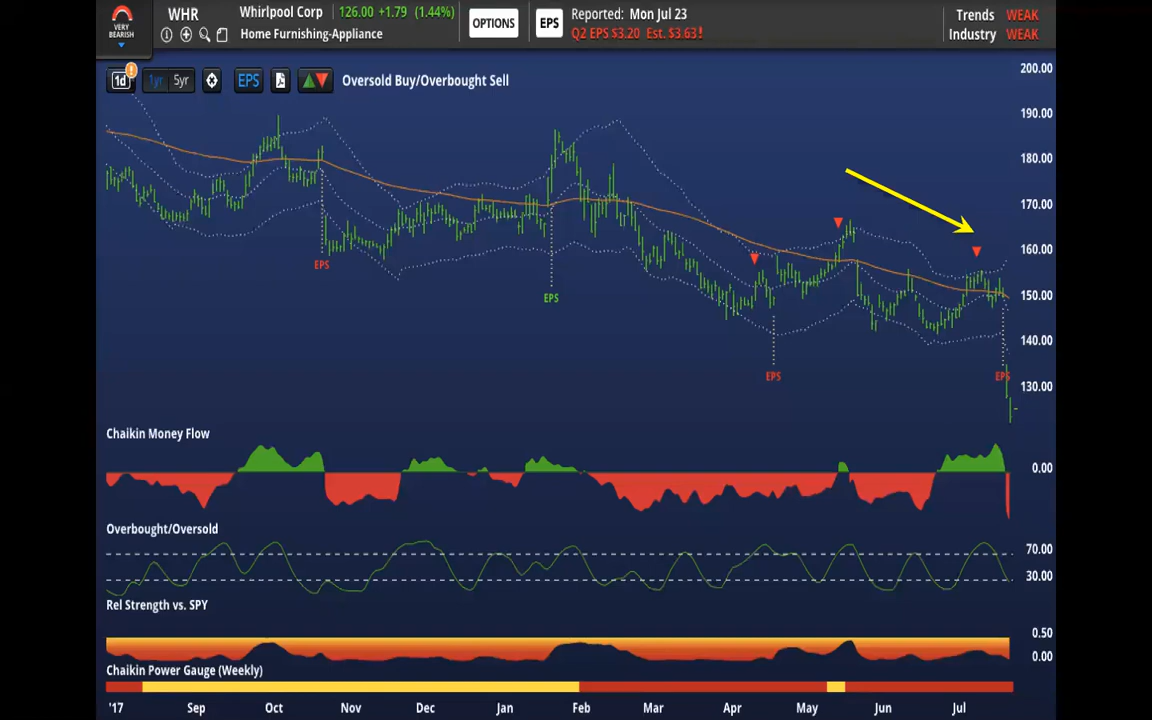 WHR
Whirlpool Corp 126.00 +1.79 (1.44%)
Home Furnishing-Appliance
VERY
BEARISH
OPTIONS
EPS
Reported: Mon Jul 23
Q2 EPS $3.20 Est. $3.63!
Trends WEAK
Industry WEAK
1d ! 1yr 5yr EPS Oversold Buy/Overbought Sell
200.00
190.00
180.00
170.00
160.00
150.00
140.00
130.00
EPS
EPS
EPS
EPS
Chaikin Money Flow
0.00
Overbought/Oversold
70.00
30.00
Rel Strength vs. SPY
0.50
0.00
Chaikin Power Gauge (Weekly)
'17 Sep Oct Nov Dec Jan Feb Mar Apr May Jun Jul